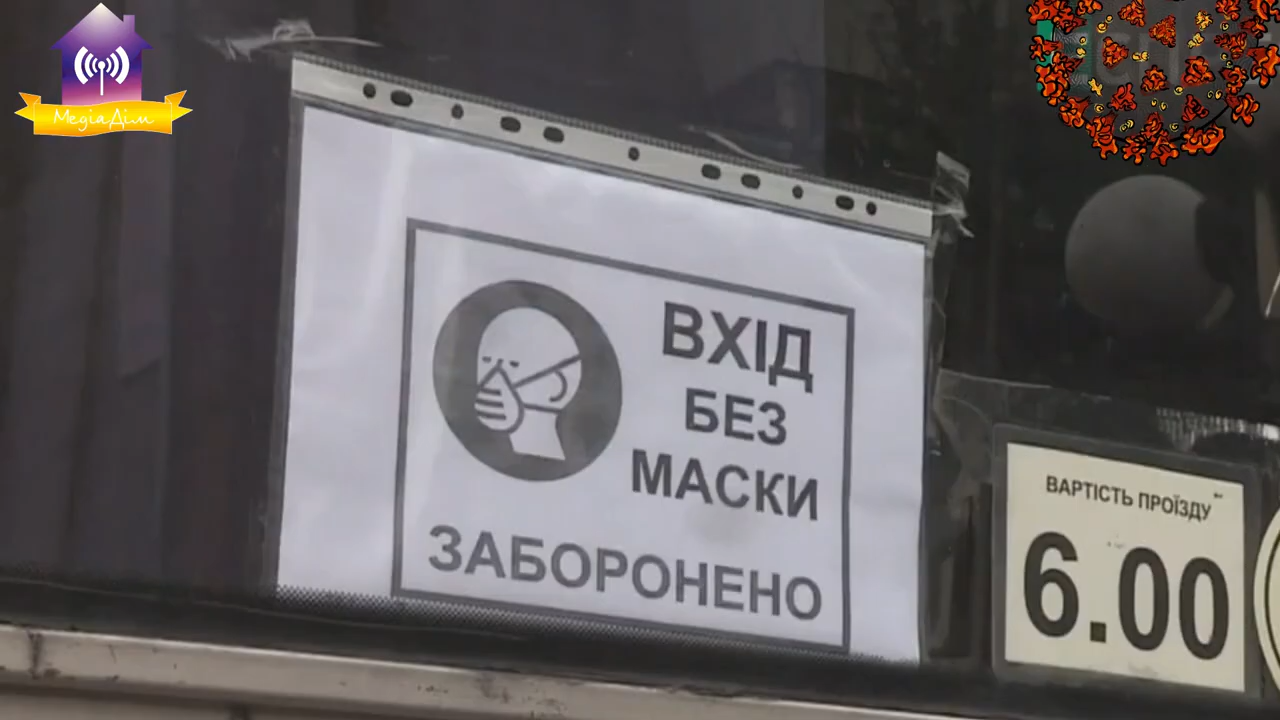 МедіаДім
ВХІД
БЕЗ
МАСКИ
ЗАБОРОНЕНО
ВАРТІСТЬ ПРОЇЗДУ
6.00